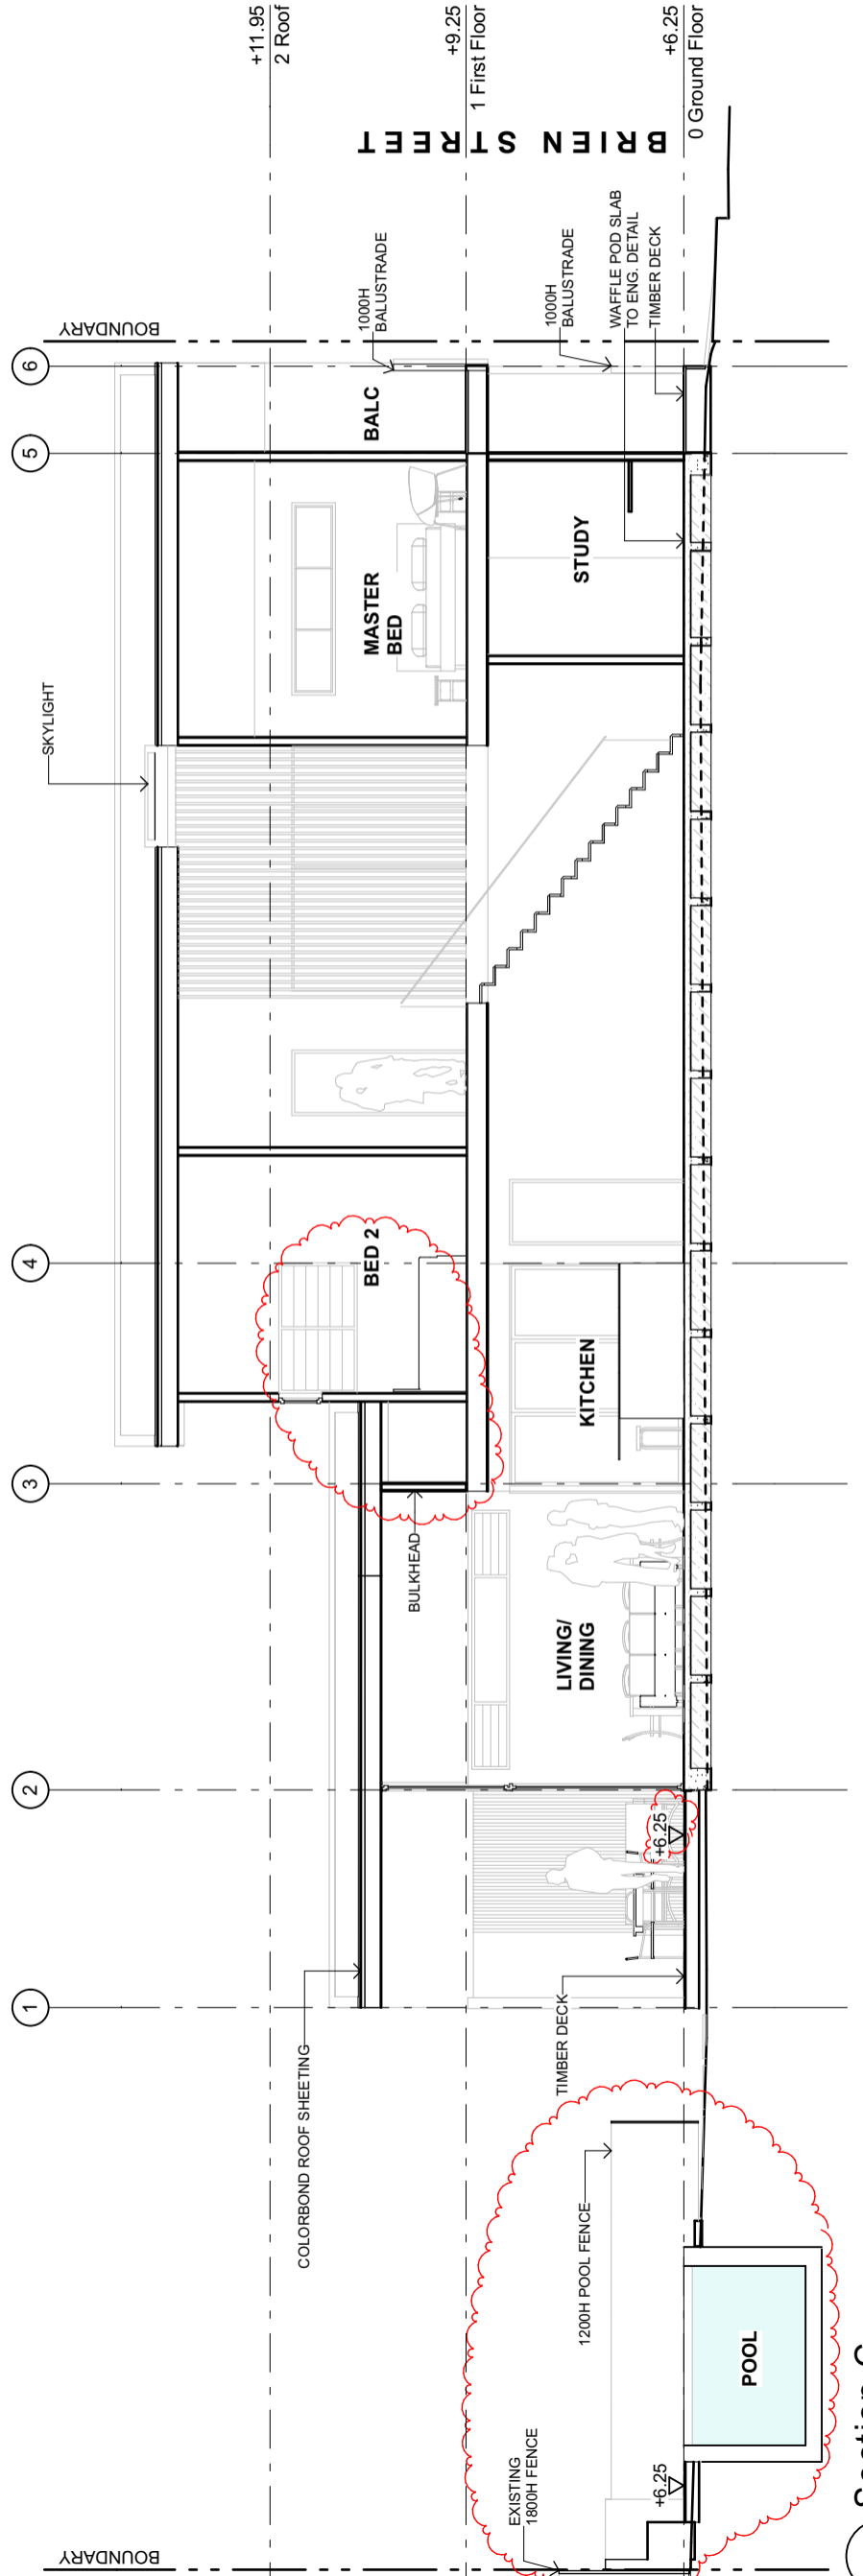 +11.95
2 Roof
+9.25
1 First Floor
+6.25
0 Ground Floor
BRIEN STREET
BOUNDARY
6
5
4
3
2
1
1000H
BALUSTRADE
1000H
BALUSTRADE
WAFFLE POD SLAB
TO ENG. DETAIL
TIMBER DECK
BALC
SKYLIGHT
MASTER
BED
STUDY
BED 2
KITCHEN
BULKHEAD
LIVING/
DINING
+6.25
COLORBOND ROOF SHEETING
TIMBER DECK
1200H POOL FENCE
POOL
EXISTING
1800H FENCE
+6.25
BOUNDARY